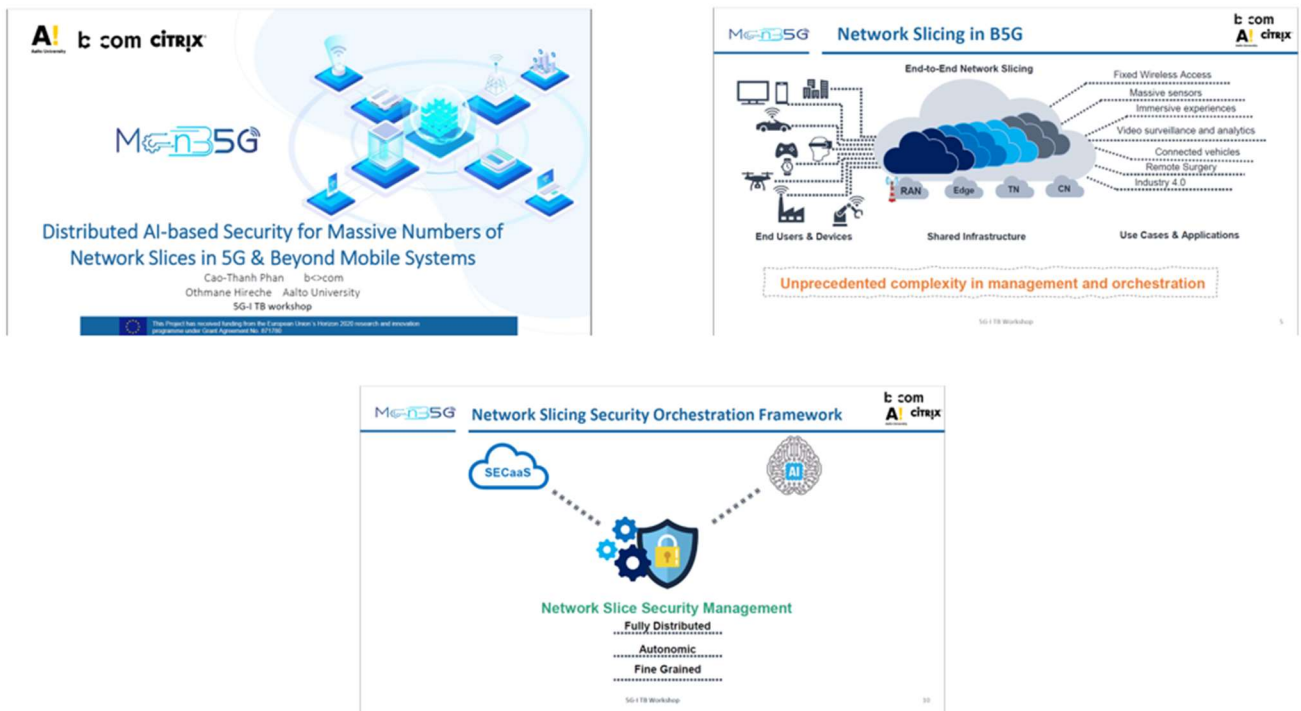 A!
Aalto University
b com
CITRIX
MonB5G
Distributed AI-based Security for Massive Numbers of
Network Slices in 5G & Beyond Mobile Systems
Cao-Thanh Phan b<>com
Othmane Hireche Aalto University
5G-I TB workshop
This Project has received funding from the European Union's Horizon 2020 research and innovation
programme under Grant Agreement No. 871780
MonB5G
Network Slicing in B5G
b com
A! CITRIX
End-to-End Network Slicing
Fixed Wireless Access
Massive sensors
Immersive experiences
Video surveillance and analytics
Connected vehicles
Remote Surgery
Industry 4.0
RAN
Edge
TN
CN
End Users & Devices
Shared Infrastructure
Use Cases & Applications
Unprecedented complexity in management and orchestration
5G-I TB Workshop
5
MonB5G
Network Slicing Security Orchestration Framework
b com
A! CITRIX
SECaaS
AI
Network Slice Security Management
Fully Distributed
Autonomic
Fine Grained
5G-I TB Workshop
10